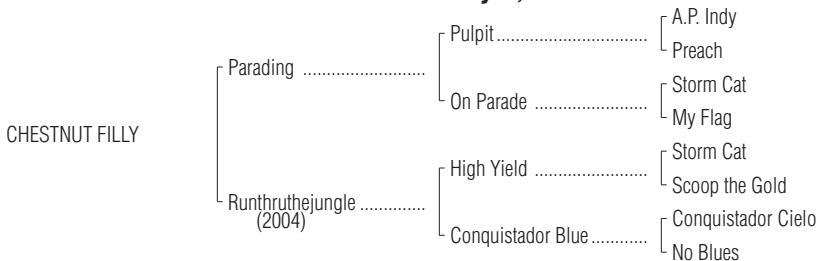 A.P. Indy
Pulpit
Preach
Parading
Storm Cat
On Parade
My Flag
CHESTNUT FILLY
Storm Cat
High Yield
Scoop the Gold
Runthruthejungle
(2004)
Conquistador Cielo
Conquistador Blue
No Blues